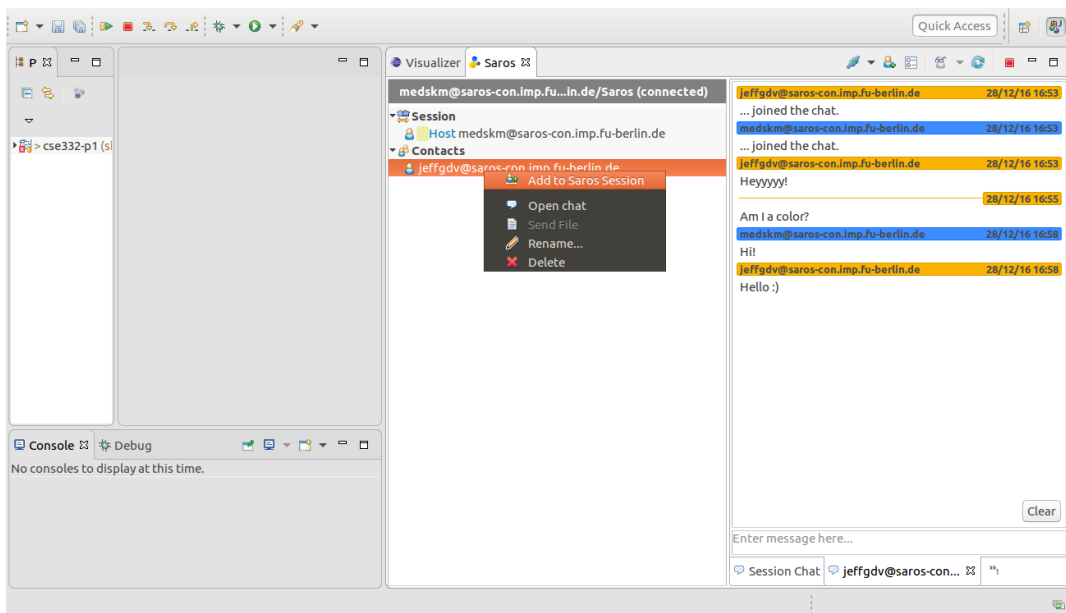 Quick Access
P
> cse332-p1 (sl
Console
Debug
No consoles to display at this time.
Visualizer
Saros
medskm@saros-con.imp.fu...in.de/Saros (connected)
Session
Host medskm@saros-con.imp.fu-berlin.de
Contacts
jeffgdv@saros-con.imp.fu-berlin.de
Add to Saros Session
Open chat
Send File
Rename...
Delete
jeffgdv@saros-con.imp.fu-berlin.de 28/12/16 16:53
... joined the chat.
medskm@saros-con.imp.fu-berlin.de 28/12/16 16:53
... joined the chat.
jeffgdv@saros-con.imp.fu-berlin.de 28/12/16 16:53
Heyyyyy!
28/12/16 16:55
Am I a color?
medskm@saros-con.imp.fu-berlin.de 28/12/16 16:58
Hi!
jeffgdv@saros-con.imp.fu-berlin.de 28/12/16 16:58
Hello :)
Clear
Enter message here...
Session Chat
jeffgdv@saros-con...
»1